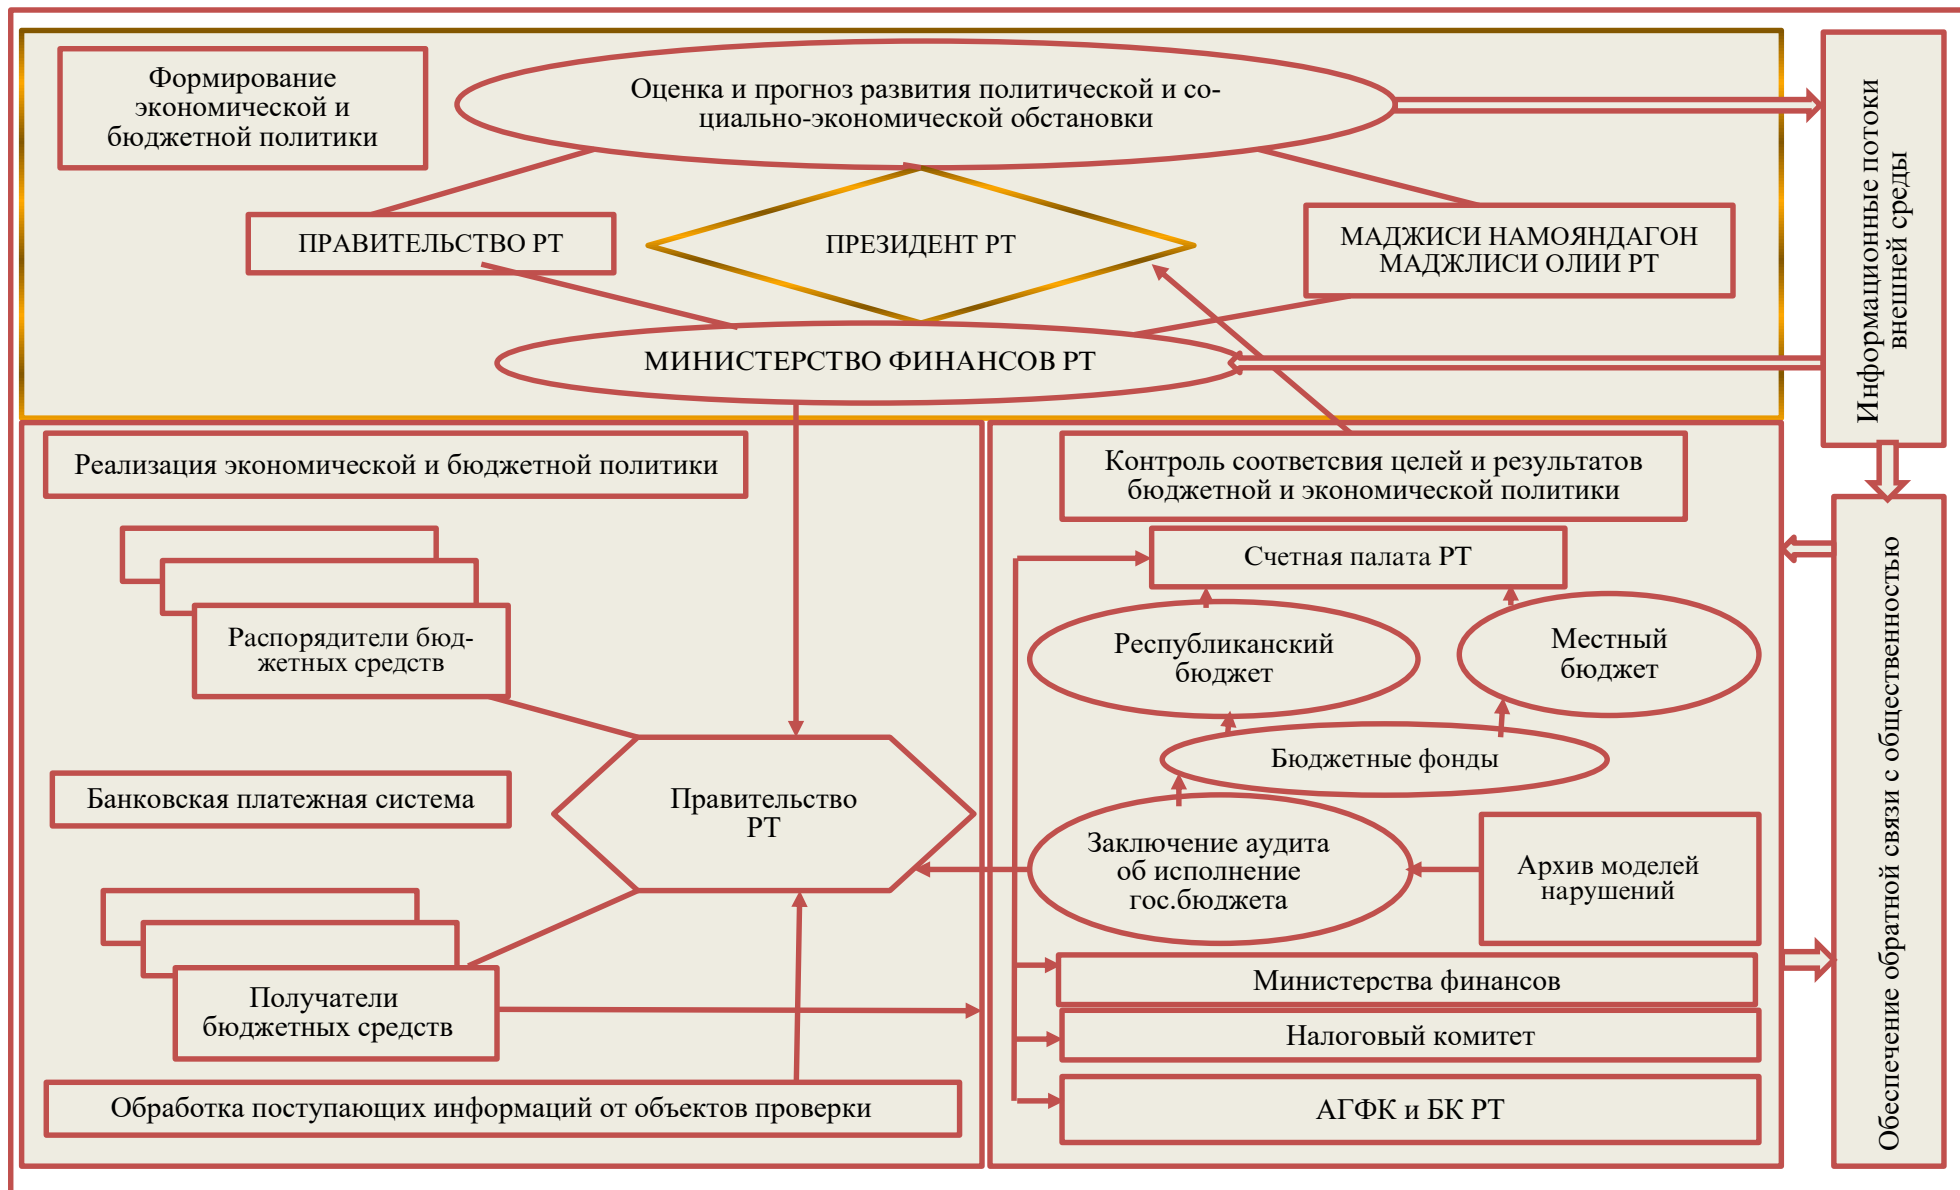 Формирование
экономической и
бюджетной политики
Оценка и прогноз развития политической и со-
циально-экономической обстановки
ПРАВИТЕЛЬСТВО РТ
ПРЕЗИДЕНТ РТ
МАДЖИСИ НАМОЯНДАГОН
МАДЖЛИСИ ОЛИИ РТ
МИНИСТЕРСТВО ФИНАНСОВ РТ
Информационные потоки
внешней среды
Реализация экономической и бюджетной политики
Распорядители бюд-
жетных средств
Банковская платежная система
Правительство
РТ
Получатели
бюджетных средств
Обработка поступающих информаций от объектов проверки
Контроль соответсвия целей и результатов
бюджетной и экономической политики
Счетная палата РТ
Республиканский
бюджет
Местный
бюджет
Бюджетные фонды
Заключение аудита
об исполнение
гос.бюджета
Архив моделей
нарушений
Министерства финансов
Налоговый комитет
АГФК и БК РТ
Обеспечение обратной связи с общественностью